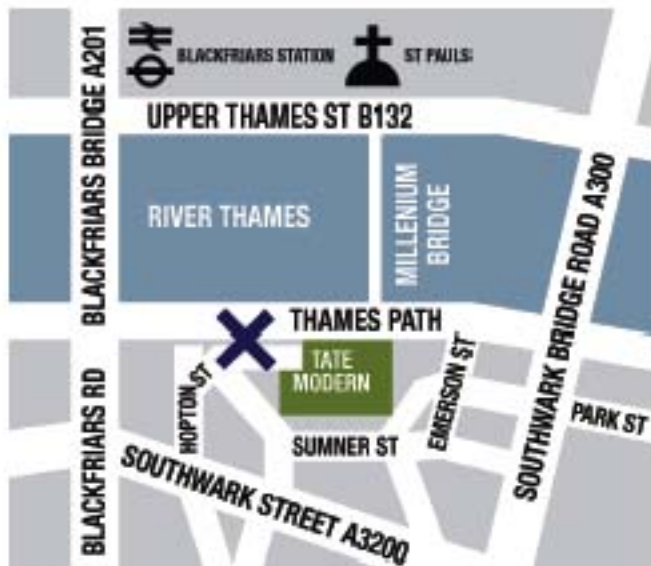 BLACKFRIARS STATION
ST PAULS
UPPER THAMES ST B132
BLACKFRIARS BRIDGE A201
RIVER THAMES
MILLENIUM
BRIDGE
SOUTHWARK BRIDGE ROAD A300
THAMES PATH
TATE
MODERN
HOPTON ST
EMERSON ST
PARK ST
SUMNER ST
BLACKFRIARS RD
SOUTHWARK STREET A320Q